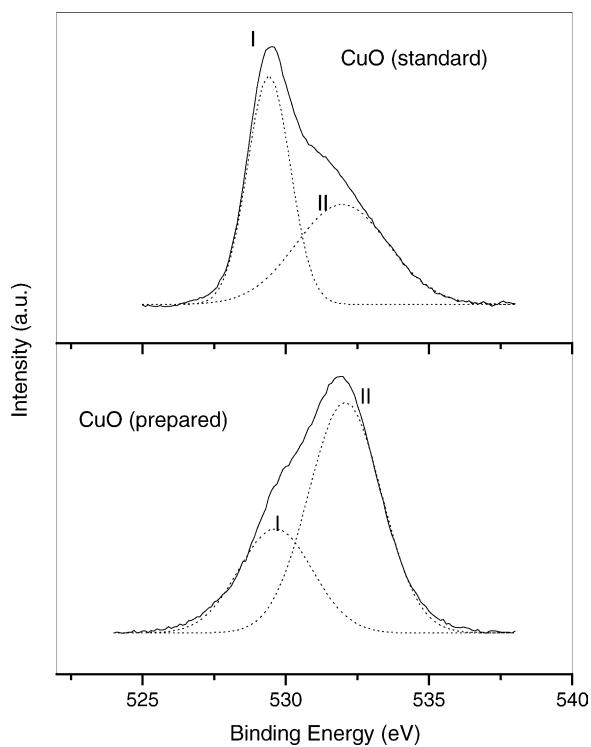 I
CuO (standard)
II
Intensity (a.u.)
II
CuO (prepared)
I
525 530 535 540
Binding Energy (eV)